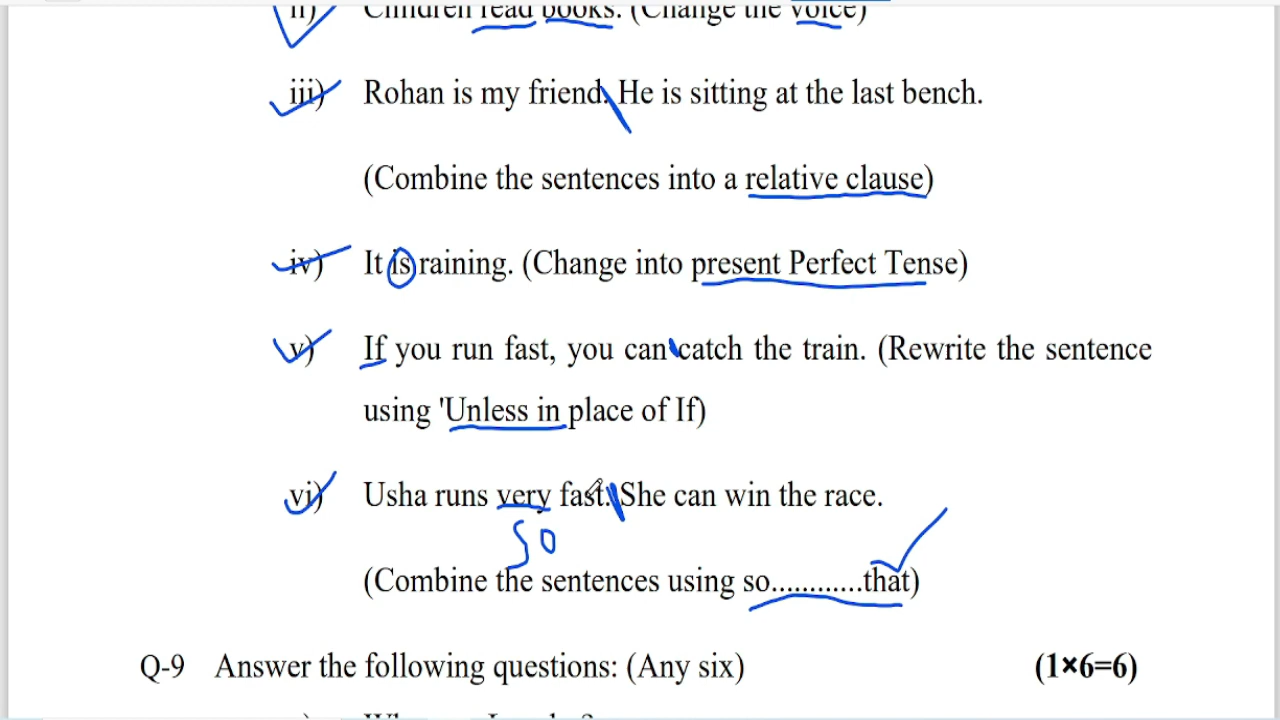 ii) Children read books. (Change the voice)
iii) Rohan is my friend. He is sitting at the last bench.
(Combine the sentences into a relative clause)
iv) It is raining. (Change into present Perfect Tense)
v) If you run fast, you can catch the train. (Rewrite the sentence
using 'Unless in place of If)
vi) Usha runs very fast. She can win the race.
so
(Combine the sentences using so............that)
Q-9 Answer the following questions: (Any six) (1×6=6)